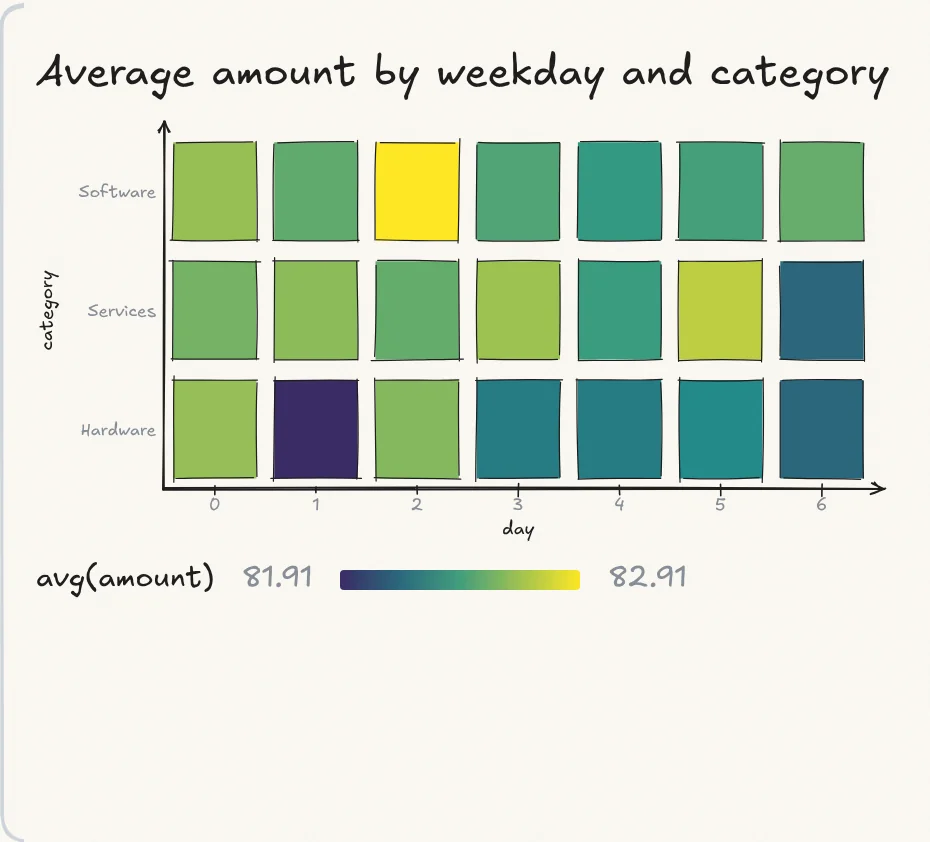 Average amount by weekday and category
Software
category
Services
Hardware
0 1 2 3 4 5 6
day
avg(amount) 81.91 82.91